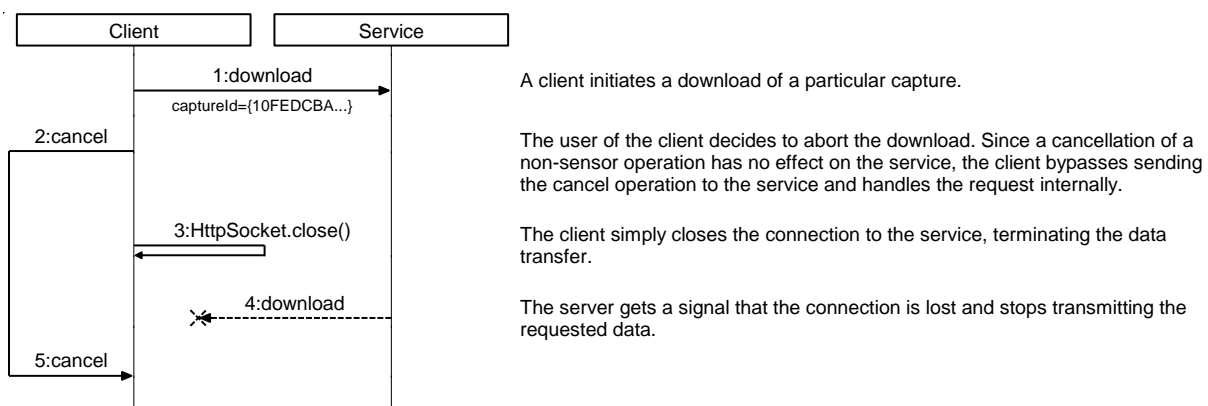 Client
Service
1:download
A client initiates a download of a particular capture.
captureId={10FEDCBA...}
2:cancel
The user of the client decides to abort the download. Since a cancellation of a
non-sensor operation has no effect on the service, the client bypasses sending
the cancel operation to the service and handles the request internally.
3:HttpSocket.close()
The client simply closes the connection to the service, terminating the data
transfer.
4:download
The server gets a signal that the connection is lost and stops transmitting the
requested data.
5:cancel